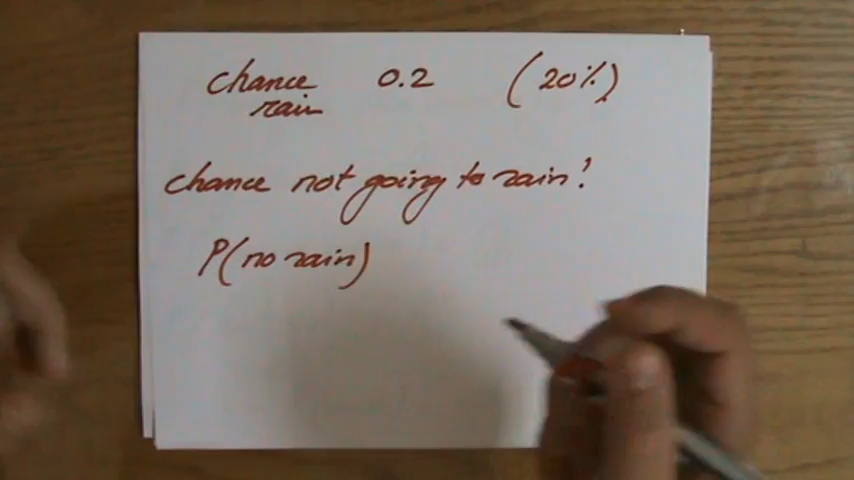 chance 0.2 (20%)
rain
chance not going to rain?
P(no rain)